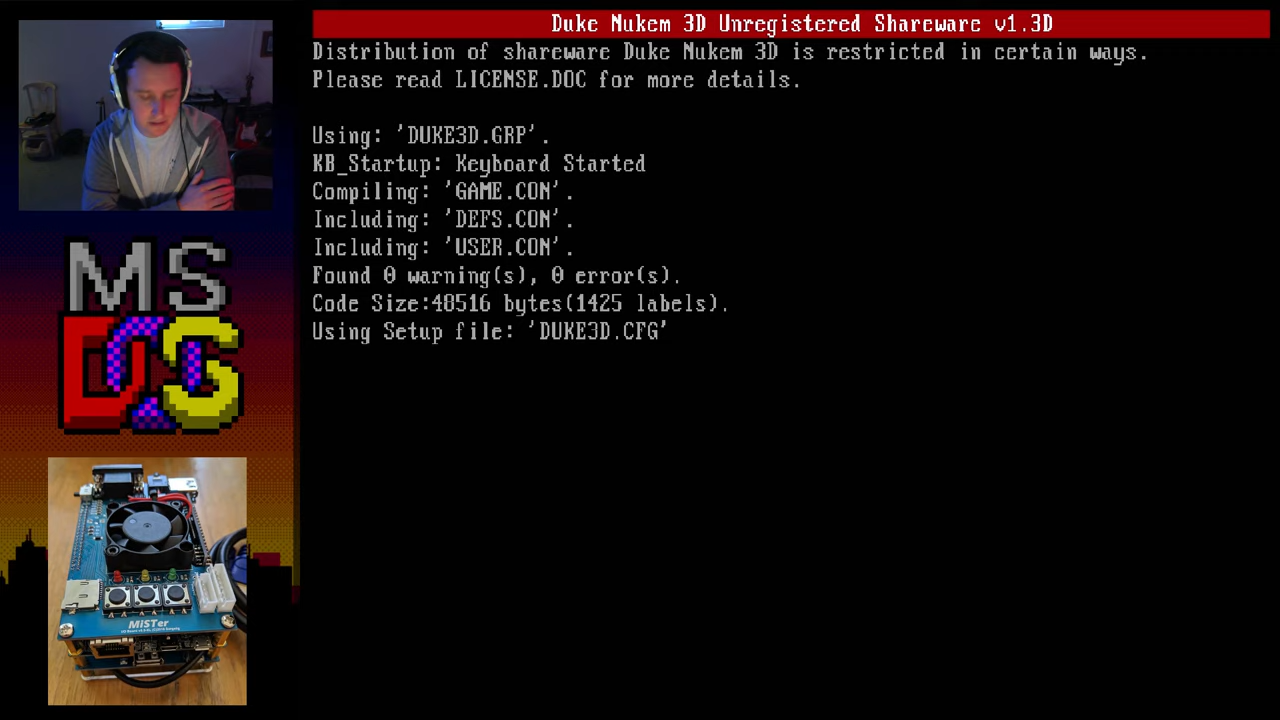 Duke Nukem 3D Unregistered Shareware v1.3D
Distribution of shareware Duke Nukem 3D is restricted in certain ways.
Please read LICENSE.DOC for more details.
Using: 'DUKE3D.GRP'.
KB_Startup: Keyboard Started
Compiling: 'GAME.CON'.
Including: 'DEFS.CON'.
Including: 'USER.CON'.
Found 0 warning(s), 0 error(s).
Code Size:48516 bytes(1425 labels).
Using Setup file: 'DUKE3D.CFG'
MS
DOS
MiSTer